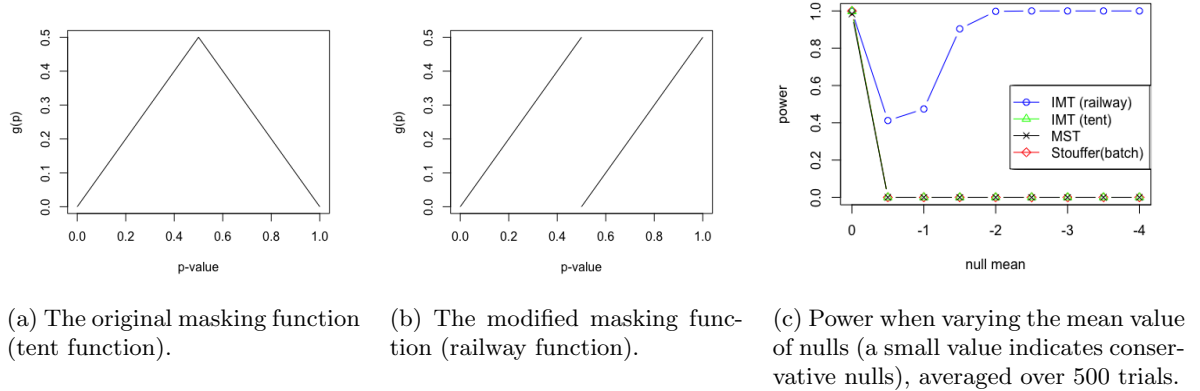 0.5
0.4
0.3
0.2
0.1
0.0
g(p)
0.0 0.2 0.4 0.6 0.8 1.0
p-value
0.5
0.4
0.3
0.2
0.1
0.0
g(p)
0.0 0.2 0.4 0.6 0.8 1.0
p-value
1.0
0.8
0.6
0.4
0.2
0.0
power
IMT (railway)
IMT (tent)
MST
Stouffer(batch)
0 -1 -2 -3 -4
null mean
(a) The original masking function
(tent function).
(b) The modified masking func-
tion (railway function).
(c) Power when varying the mean value
of nulls (a small value indicates conser-
vative nulls), averaged over 500 trials.